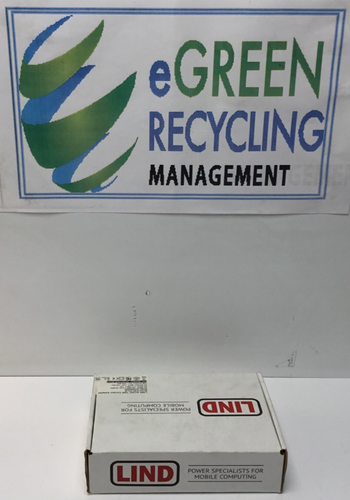 eGREEN
RECYCLING
MANAGEMENT
LIND
POWER SPECIALISTS FOR
MOBILE COMPUTING
LIND
POWER SPECIALISTS FOR
MOBILE COMPUTING